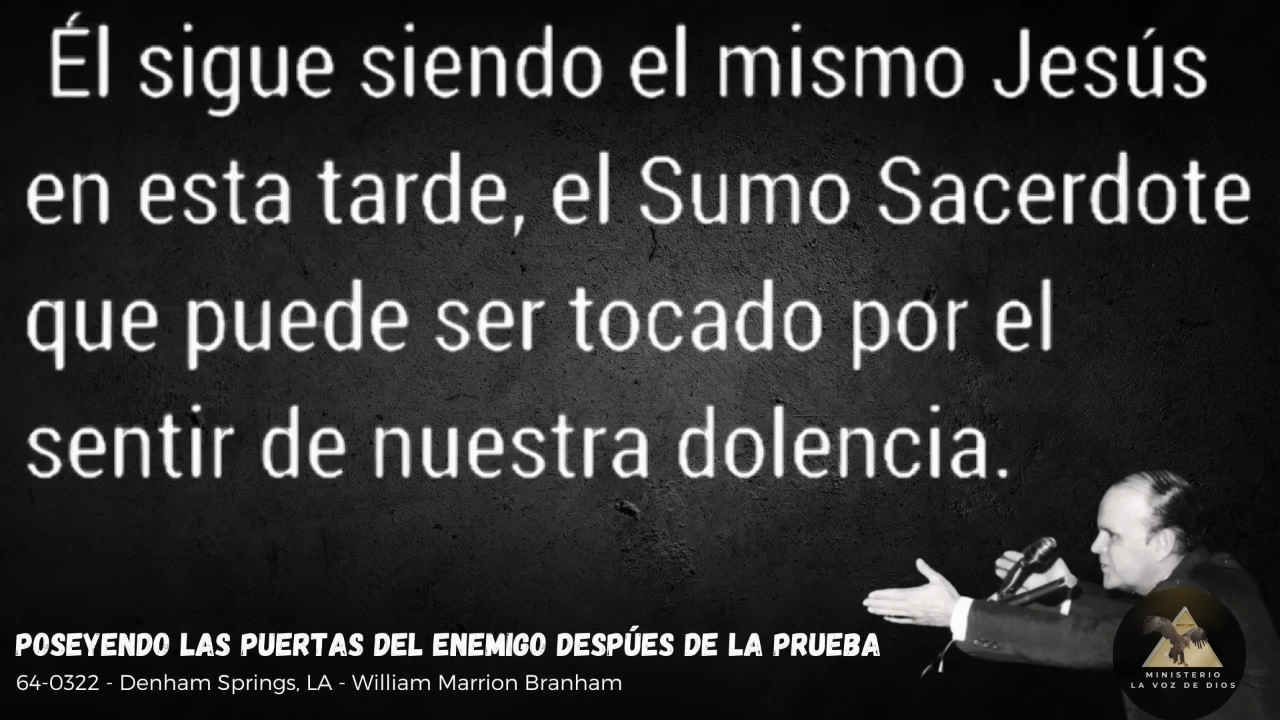 Él sigue siendo el mismo Jesús
en esta tarde, el Sumo Sacerdote
que puede ser tocado por el
sentir de nuestra dolencia.
POSEYENDO LAS PUERTAS DEL ENEMIGO DESPÚES DE LA PRUEBA
64-0322 - Denham Springs, LA - William Marrion Branham
MINISTERIO
LA VOZ DE DIOS